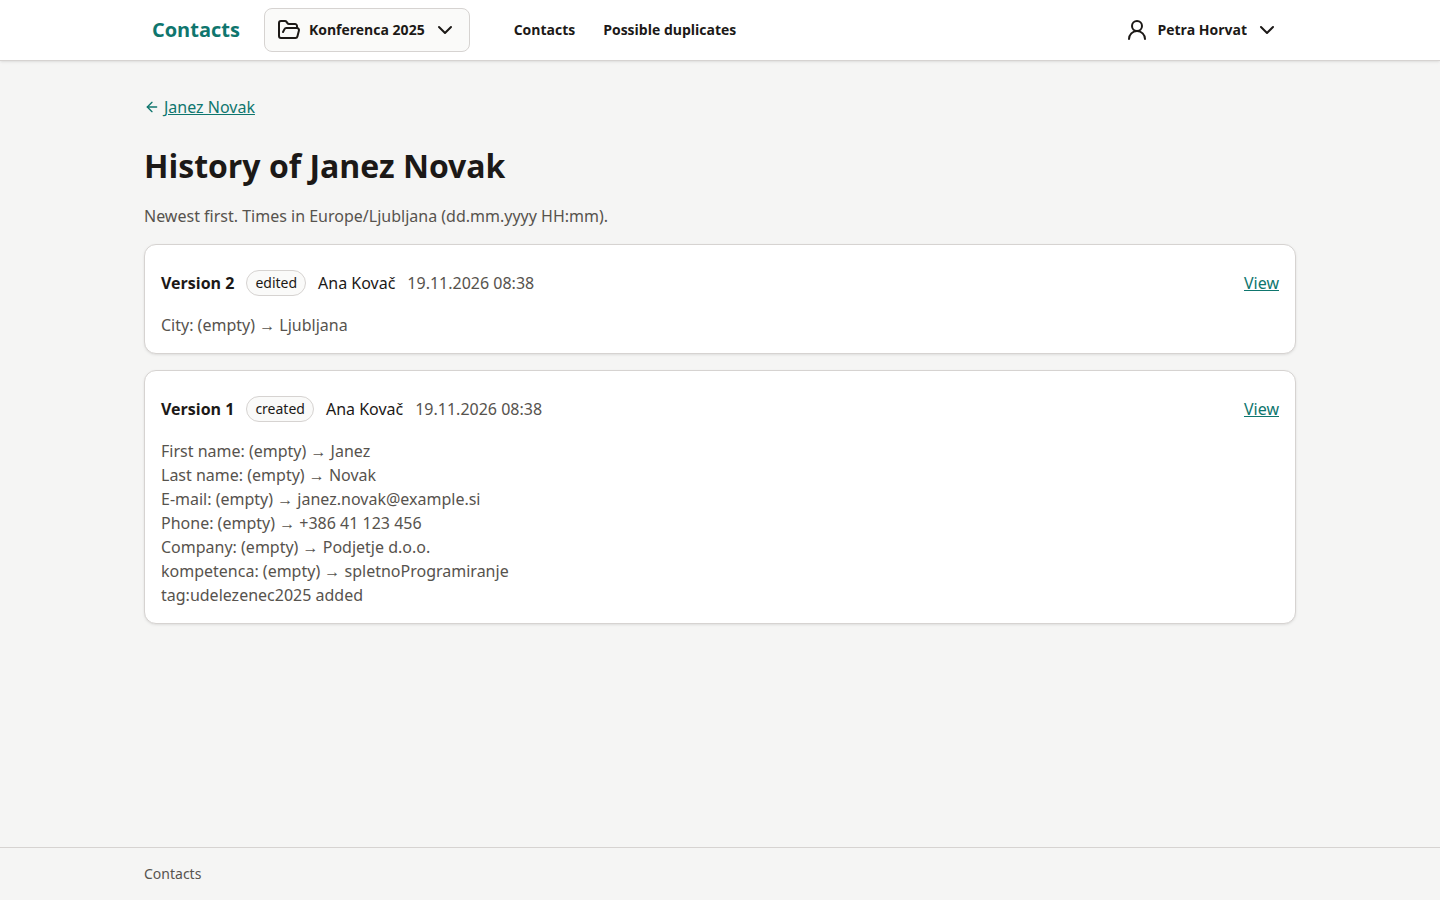 Contacts
Konferenca 2025
Contacts
Possible duplicates
Petra Horvat
← Janez Novak
History of Janez Novak
Newest first. Times in Europe/Ljubljana (dd.mm.yyyy HH:mm).
Version 2 edited Ana Kovač 19.11.2026 08:38 View
City: (empty) → Ljubljana
Version 1 created Ana Kovač 19.11.2026 08:38 View
First name: (empty) → Janez
Last name: (empty) → Novak
E-mail: (empty) → janez.novak@example.si
Phone: (empty) → +386 41 123 456
Company: (empty) → Podjetje d.o.o.
kompetenca: (empty) → spletnoProgramiranje
tag:udelezenec2025 added
Contacts